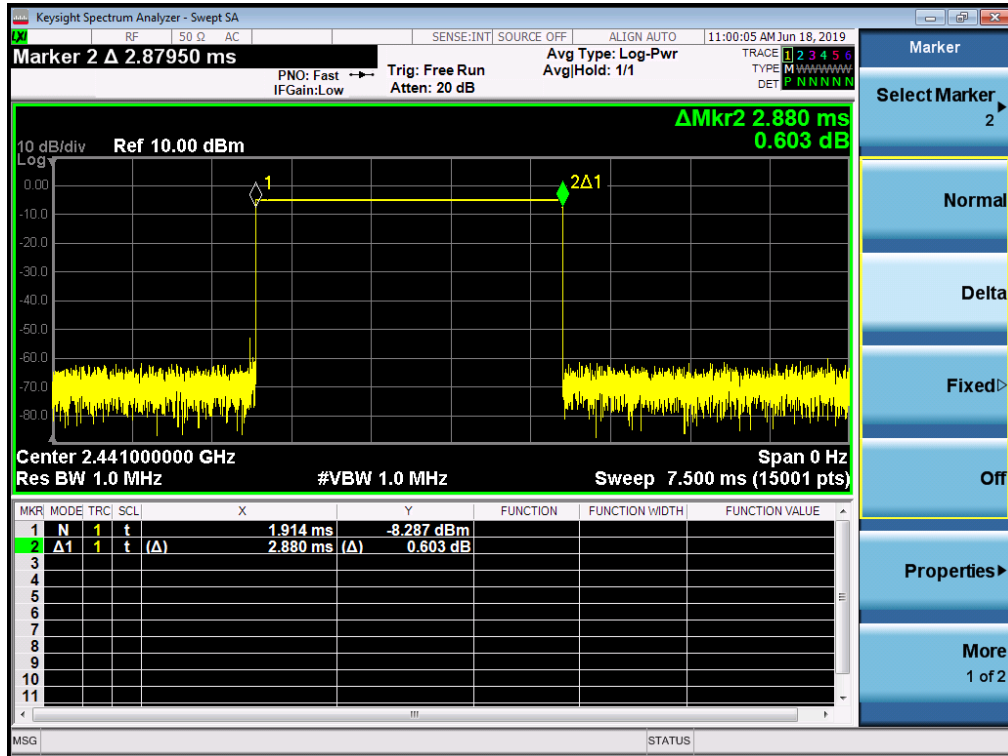 Keysight Spectrum Analyzer - Swept SA
LXI RF 50 Ω AC SENSE:INT SOURCE OFF ALIGN AUTO 11:00:05 AM Jun 18, 2019
Marker 2 Δ 2.87950 ms
PNO: Fast
IFGain:Low
Trig: Free Run
Atten: 20 dB
Avg Type: Log-Pwr
Avg|Hold: 1/1
TRACE 1 2 3 4 5 6
TYPE M W W W W W
DET P N N N N N
ΔMkr2 2.880 ms
0.603 dB
10 dB/div Ref 10.00 dBm
Log
0.00
-10.0
-20.0
-30.0
-40.0
-50.0
-60.0
-70.0
-80.0
1
2Δ1
Center 2.441000000 GHz Span 0 Hz
Res BW 1.0 MHz #VBW 1.0 MHz Sweep 7.500 ms (15001 pts)
MKR MODE TRC SCL X Y FUNCTION FUNCTION WIDTH FUNCTION VALUE
1 N 1 t 1.914 ms -8.287 dBm
2 Δ1 1 t (Δ) 2.880 ms (Δ) 0.603 dB
3
4
5
6
7
8
9
10
11
MSG STATUS
Marker
Select Marker
2
Normal
Delta
Fixed
Off
Properties
More
1 of 2